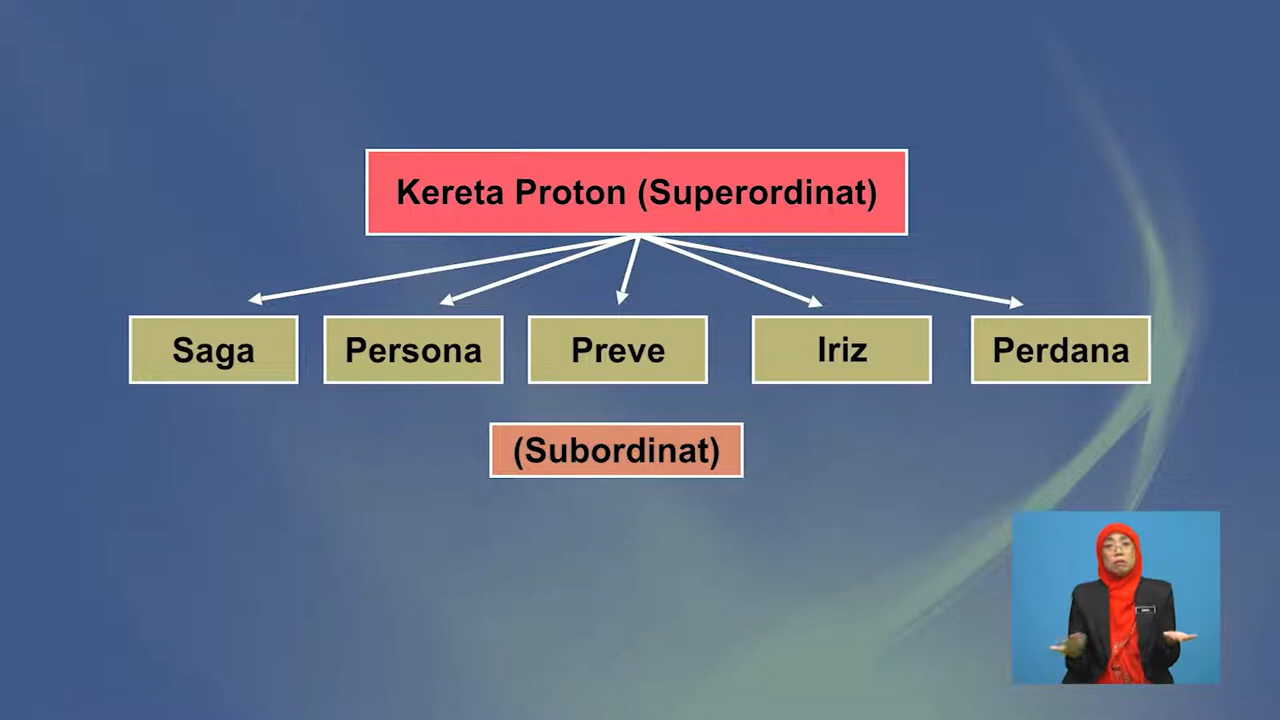 Kereta Proton (Superordinat)
Saga
Persona
Preve
Iriz
Perdana
(Subordinat)